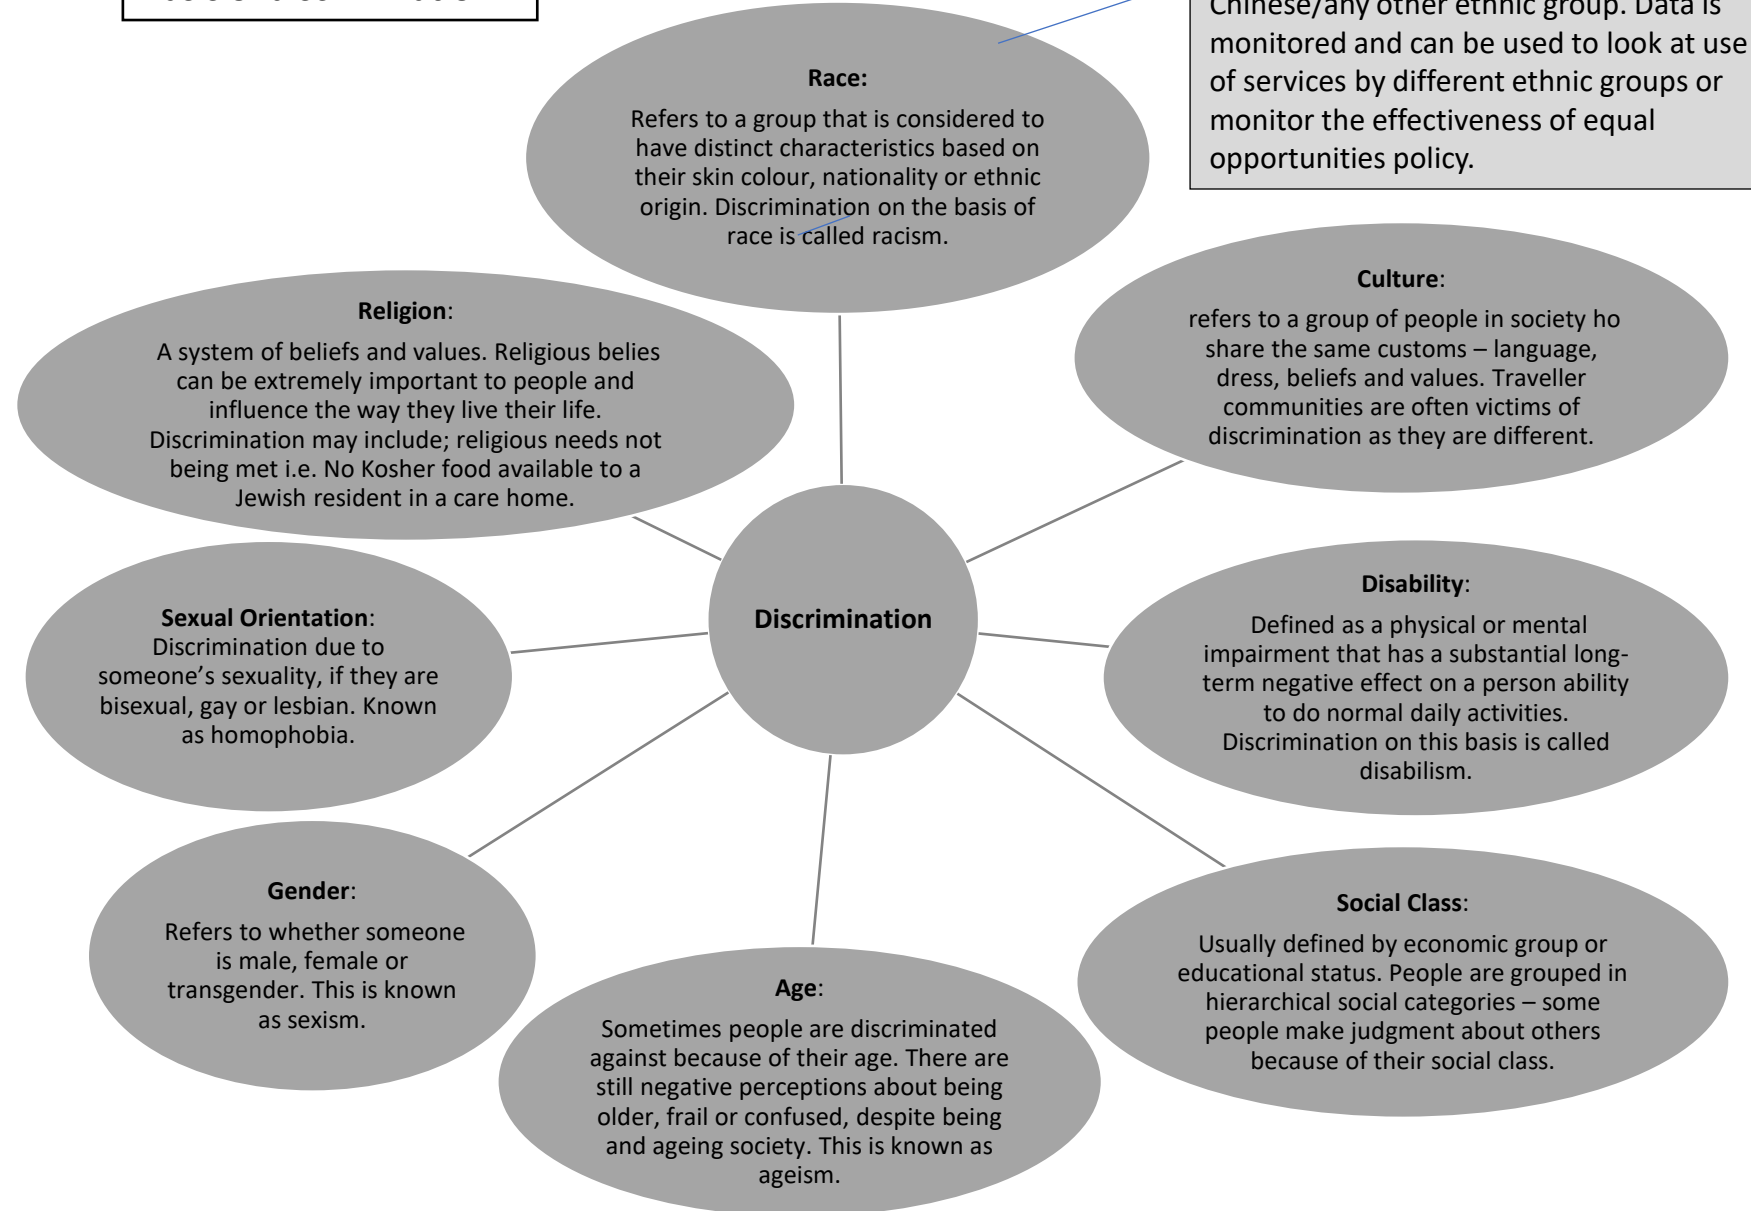 Chinese/any other ethnic group. Data is
monitored and can be used to look at use
of services by different ethnic groups or
monitor the effectiveness of equal
opportunities policy.
Race:
Refers to a group that is considered to
have distinct characteristics based on
their skin colour, nationality or ethnic
origin. Discrimination on the basis of
race is called racism.
Culture:
refers to a group of people in society ho
share the same customs – language,
dress, beliefs and values. Traveller
communities are often victims of
discrimination as they are different.
Religion:
A system of beliefs and values. Religious belies
can be extremely important to people and
influence the way they live their life.
Discrimination may include; religious needs not
being met i.e. No Kosher food available to a
Jewish resident in a care home.
Discrimination
Disability:
Defined as a physical or mental
impairment that has a substantial long-
term negative effect on a person ability
to do normal daily activities.
Discrimination on this basis is called
disabilism.
Sexual Orientation:
Discrimination due to
someone’s sexuality, if they are
bisexual, gay or lesbian. Known
as homophobia.
Gender:
Refers to whether someone
is male, female or
transgender. This is known
as sexism.
Social Class:
Usually defined by economic group or
educational status. People are grouped in
hierarchical social categories – some
people make judgment about others
because of their social class.
Age:
Sometimes people are discriminated
against because of their age. There are
still negative perceptions about being
older, frail or confused, despite being
and ageing society. This is known as
ageism.